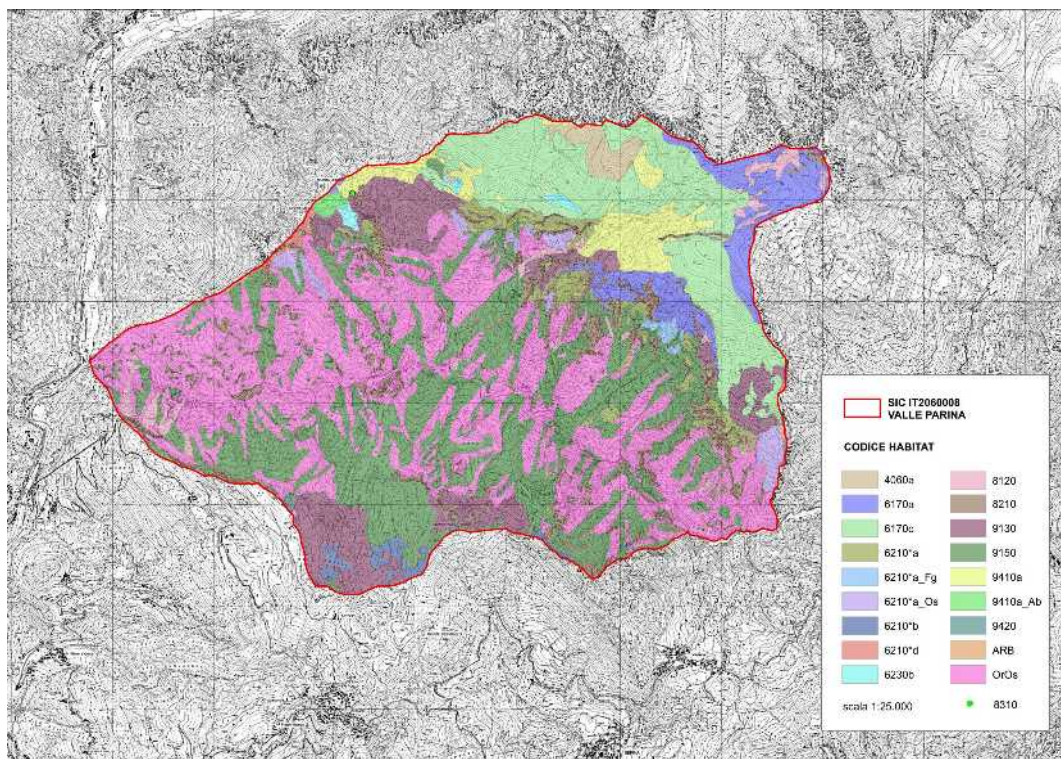 SIC IT2060008
VALLE PARINA
CODICE HABITAT
4060a
6170a
6170c
6210*a
6210*a_Fg
6210*a_Os
6210*b
6210*d
6230b
8120
8210
9130
9150
9410a
9410a_Ab
9420
ARB
OrOs
scala 1:25.000
8310